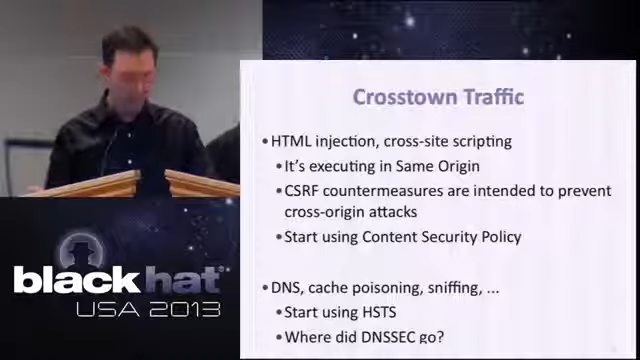 Crosstown Traffic
•HTML injection, cross-site scripting
•It's executing in Same Origin
•CSRF countermeasures are intended to prevent
cross-origin attacks
•Start using Content Security Policy
•DNS, cache poisoning, sniffing, ...
•Start using HSTS
•Where did DNSSEC go?
blackhat®
USA 2013